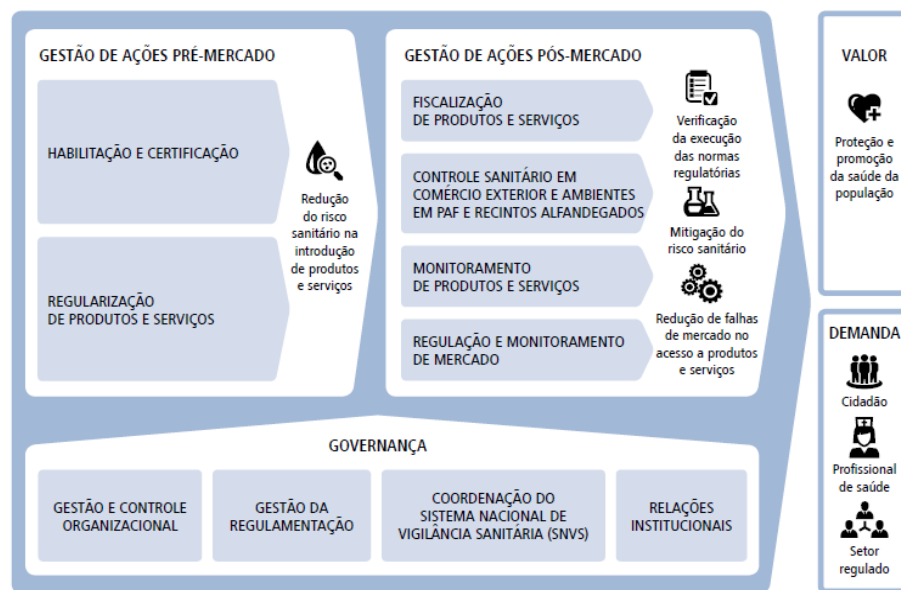 GESTÃO DE AÇÕES PRÉ-MERCADO
HABILITAÇÃO E CERTIFICAÇÃO
REGULARIZAÇÃO
DE PRODUTOS E SERVIÇOS
Redução
do risco
sanitário na
introdução
de produtos
e serviços
GESTÃO DE AÇÕES PÓS-MERCADO
FISCALIZAÇÃO
DE PRODUTOS E SERVIÇOS
CONTROLE SANITÁRIO EM
COMÉRCIO EXTERIOR E AMBIENTES
EM PAF E RECINTOS ALFANDEGADOS
MONITORAMENTO
DE PRODUTOS E SERVIÇOS
REGULAÇÃO E MONITORAMENTO
DE MERCADO
Verificação
da execução
das normas
regulatórias
Mitigação do
risco sanitário
Redução de falhas
de mercado no
acesso a produtos
e serviços
VALOR
Proteção e
promoção
da saúde da
população
DEMANDA
Cidadão
Profissional
de saúde
Setor
regulado
GOVERNANÇA
GESTÃO E CONTROLE
ORGANIZACIONAL
GESTÃO DA
REGULAMENTAÇÃO
COORDENAÇÃO DO
SISTEMA NACIONAL DE
VIGILÂNCIA SANITÁRIA (SNVS)
RELAÇÕES
INSTITUCIONAIS